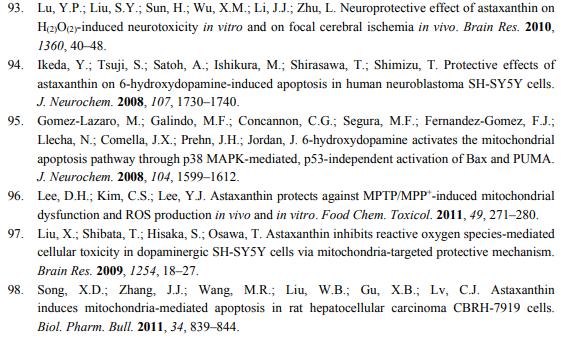 93. Lu, Y.P.; Liu, S.Y.; Sun, H.; Wu, X.M.; Li, J.J.; Zhu, L. Neuroprotective effect of astaxanthin on
H(2)O(2)-induced neurotoxicity in vitro and on focal cerebral ischemia in vivo. Brain Res. 2010,
1360, 40–48.
94. Ikeda, Y.; Tsuji, S.; Satoh, A.; Ishikura, M.; Shirasawa, T.; Shimizu, T. Protective effects of
astaxanthin on 6-hydroxydopamine-induced apoptosis in human neuroblastoma SH-SY5Y cells.
J. Neurochem. 2008, 107, 1730–1740.
95. Gomez-Lazaro, M.; Galindo, M.F.; Concannon, C.G.; Segura, M.F.; Fernandez-Gomez, F.J.;
Llecha, N.; Comella, J.X.; Prehn, J.H.; Jordan, J. 6-hydroxydopamine activates the mitochondrial
apoptosis pathway through p38 MAPK-mediated, p53-independent activation of Bax and PUMA.
J. Neurochem. 2008, 104, 1599–1612.
96. Lee, D.H.; Kim, C.S.; Lee, Y.J. Astaxanthin protects against MPTP/MPP⁺-induced mitochondrial
dysfunction and ROS production in vivo and in vitro. Food Chem. Toxicol. 2011, 49, 271–280.
97. Liu, X.; Shibata, T.; Hisaka, S.; Osawa, T. Astaxanthin inhibits reactive oxygen species-mediated
cellular toxicity in dopaminergic SH-SY5Y cells via mitochondria-targeted protective mechanism.
Brain Res. 2009, 1254, 18–27.
98. Song, X.D.; Zhang, J.J.; Wang, M.R.; Liu, W.B.; Gu, X.B.; Lv, C.J. Astaxanthin
induces mitochondria-mediated apoptosis in rat hepatocellular carcinoma CBRH-7919 cells.
Biol. Pharm. Bull. 2011, 34, 839–844.